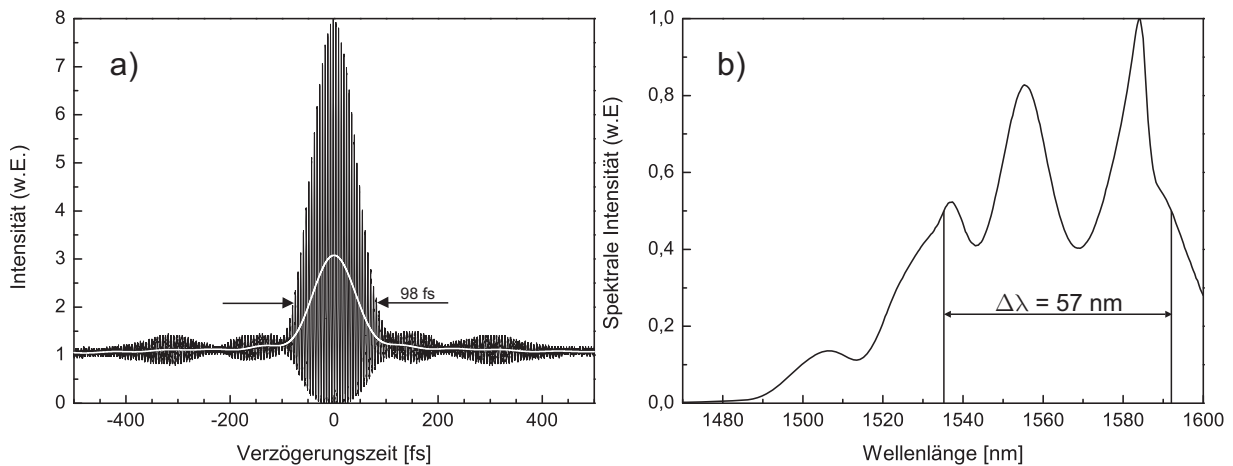 a)
8
7
6
5
4
3
2
1
0
Intensität (w.E.)
98 fs
-400 -200 0 200 400
Verzögerungszeit [fs]
b)
1,0
0,8
0,6
0,4
0,2
0,0
Spektrale Intensität (w.E)
Δλ = 57 nm
1480 1500 1520 1540 1560 1580 1600
Wellenlänge [nm]